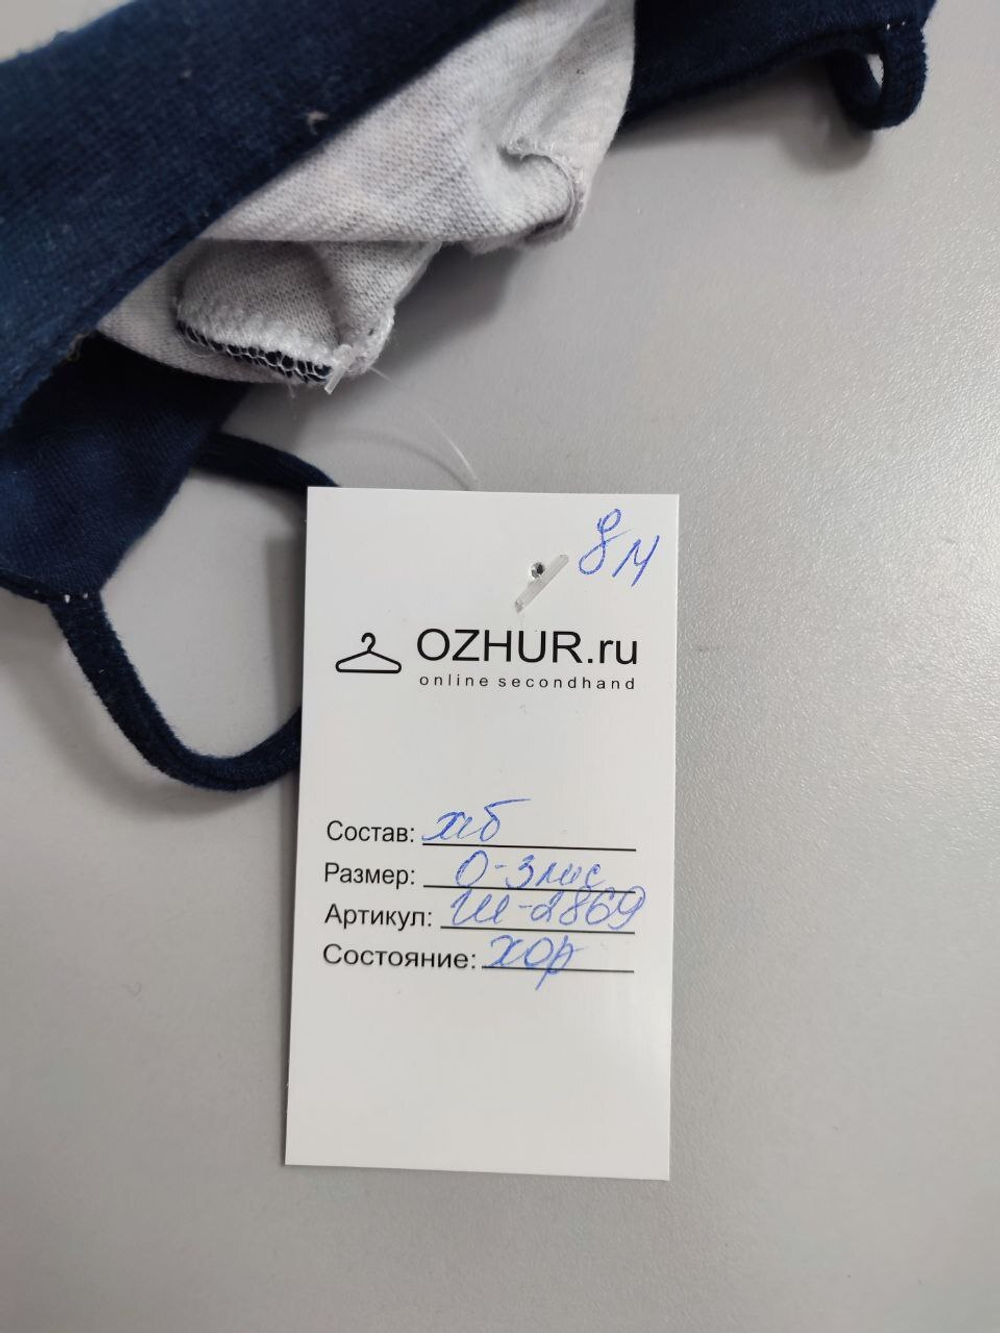 8м
OZHUR.ru
online secondhand
Состав: хб
Размер: 0-3мес
Артикул: Ш-2869
Состояние: хор